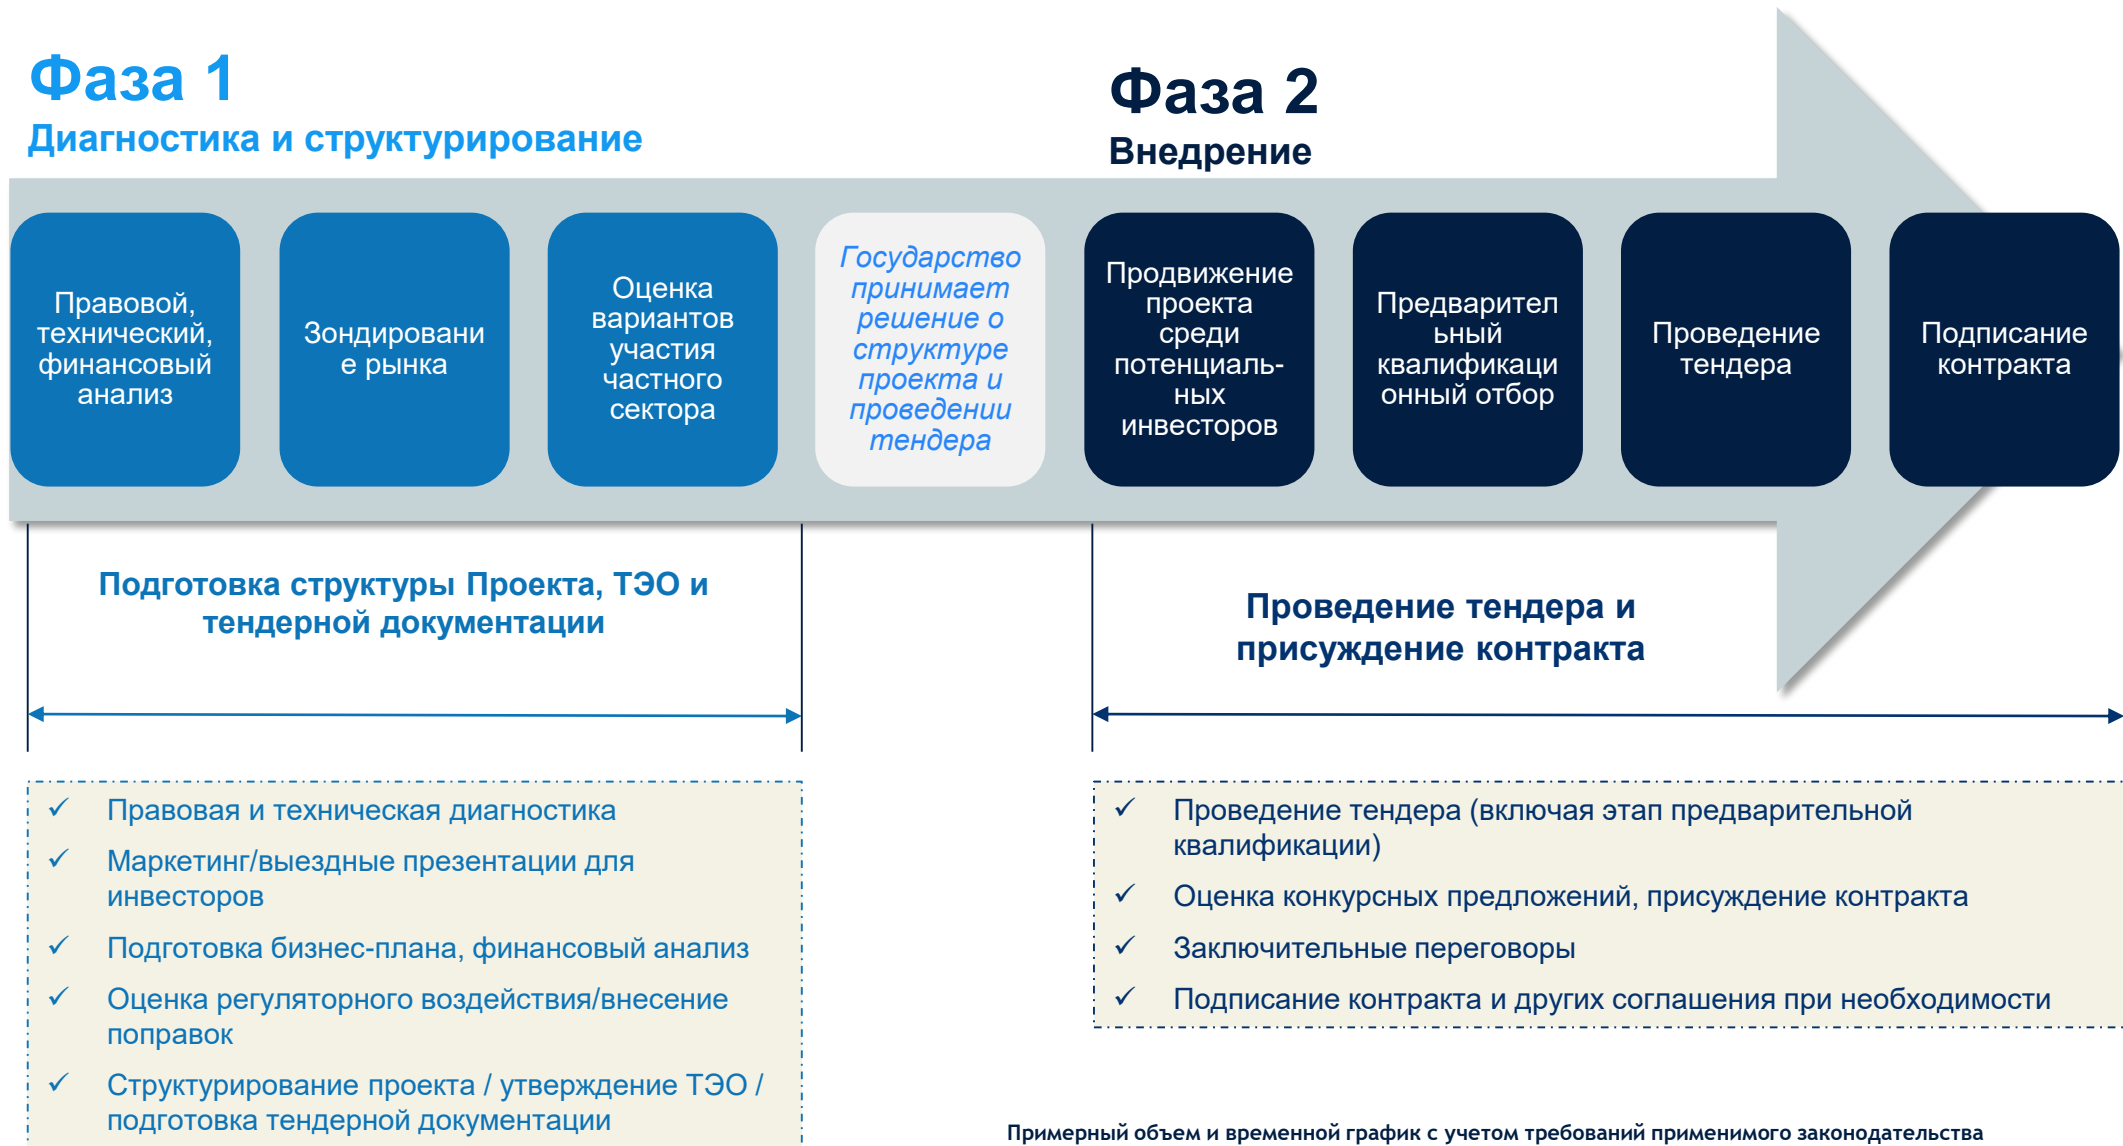 Фаза 1
Диагностика и структурирование
Фаза 2
Внедрение
Правовой,
технический,
финансовый
анализ
Зондировани
е рынка
Оценка
вариантов
участия
частного
сектора
Государство
принимает
решение о
структуре
проекта и
проведении
тендера
Продвижение
проекта
среди
потенциаль-
ных
инвесторов
Предварител
ьный
квалификаци
онный отбор
Проведение
тендера
Подписание
контракта
Подготовка структуры Проекта, ТЭО и
тендерной документации
Проведение тендера и
присуждение контракта
✓ Правовая и техническая диагностика
✓ Маркетинг/выездные презентации для
инвесторов
✓ Подготовка бизнес-плана, финансовый анализ
✓ Оценка регуляторного воздействия/внесение
поправок
✓ Структурирование проекта / утверждение ТЭО /
подготовка тендерной документации
✓ Проведение тендера (включая этап предварительной
квалификации)
✓ Оценка конкурсных предложений, присуждение контракта
✓ Заключительные переговоры
✓ Подписание контракта и других соглашения при необходимости
Примерный объем и временной график с учетом требований применимого законодательства